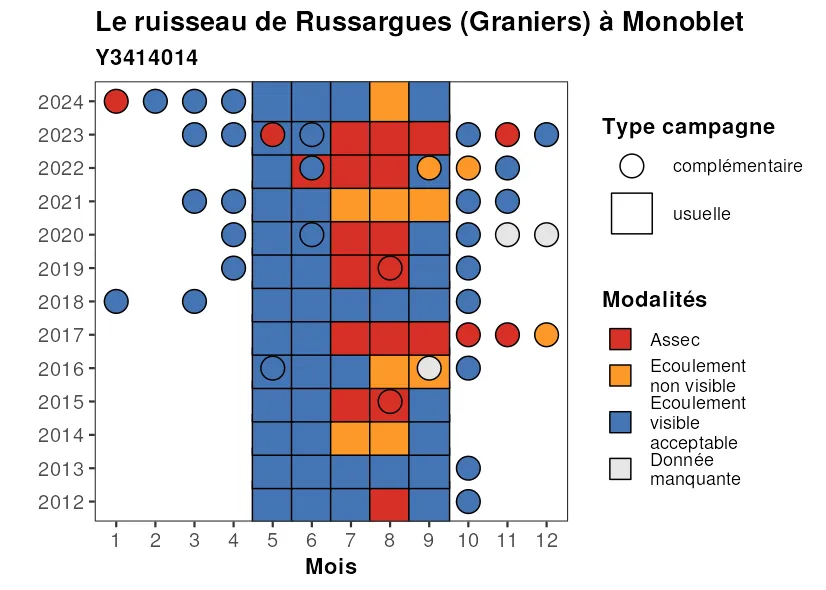 Le ruisseau de Russargues (Graniers) à Monoblet
Y3414014
2024
2023
2022
2021
2020
2019
2018
2017
2016
2015
2014
2013
2012
1 2 3 4 5 6 7 8 9 10 11 12
Mois
Type campagne
complémentaire
usuelle
Modalités
Assec
Ecoulement
non visible
Ecoulement
visible
acceptable
Donnée
manquante